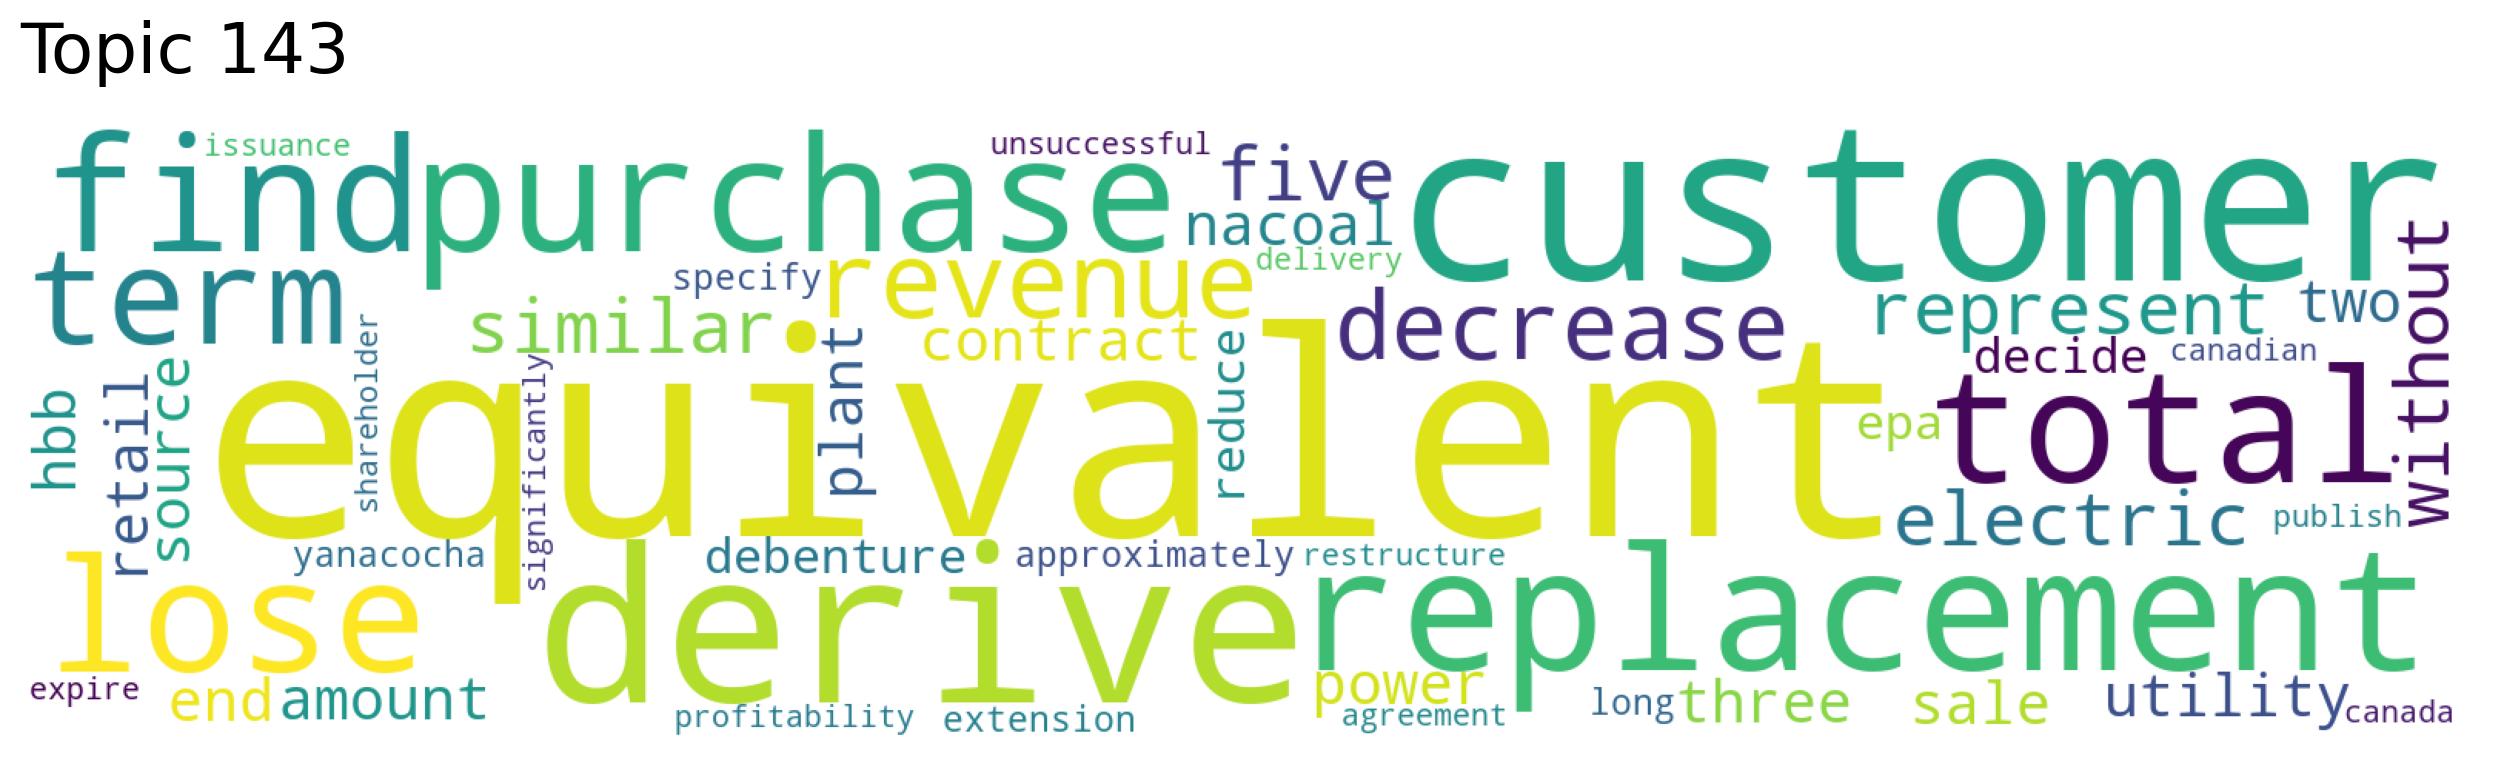 Topic 143
find
issuance
purchase
unsuccessful
five
customer
nacoal
term
specify
revenue
delivery
without
similar
contract
decrease
represent
two
decide
canadian
hbb
retail
source
shareholder
equivalent
significantly
plant
reduce
epa
total
electric
publish
yanacocha
debenture
approximately
restructure
lose
derive
replacement
expire
end
amount
profitability
extension
power
agreement
long
three
sale
utility
canada